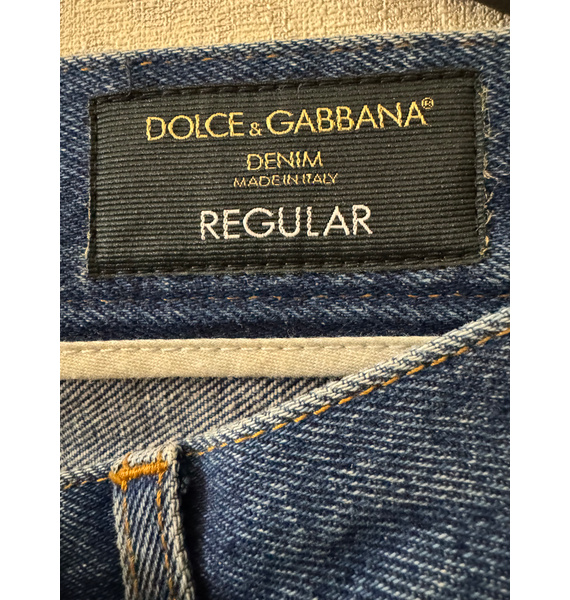 DOLCE & GABBANA®
DENIM
MADE IN ITALY
REGULAR